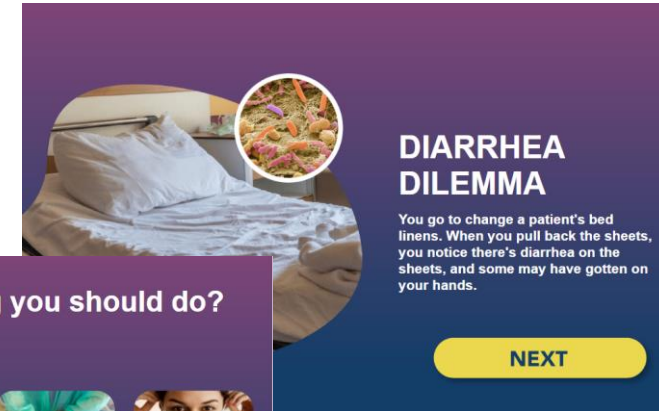 DIARRHEA
DILEMMA
You go to change a patient's bed
linens. When you pull back the sheets,
you notice there's diarrhea on the
sheets, and some may have gotten on
your hands.
NEXT
you should do?